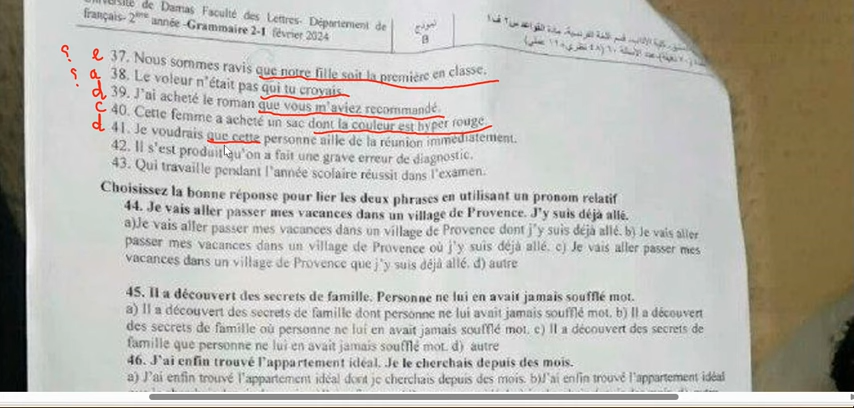 de Damas Faculté des Lettres- Département de
français- 2ème année -Grammaire 2-1 février 2024
نموذج
B
? e 37. Nous sommes ravis que notre fille soit la première en classe.
? a 38. Le voleur n'était pas qui tu croyais.
d 39. J'ai acheté le roman que vous m'aviez recommandé.
c 40. Cette femme a acheté un sac dont la couleur est hyper rouge.
d 41. Je voudrais que cette personne aille de la réunion immédiatement.
42. Il s'est produit qu'on a fait une grave erreur de diagnostic.
43. Qui travaille pendant l'année scolaire réussit dans l'examen.
Choisissez la bonne réponse pour lier les deux phrases en utilisant un pronom relatif
44. Je vais aller passer mes vacances dans un village de Provence. J'y suis déjà allé.
a)Je vais aller passer mes vacances dans un village de Provence dont j'y suis déjà allé. b) Je vais aller
passer mes vacances dans un village de Provence où j'y suis déjà allé. c) Je vais aller passer mes
vacances dans un village de Provence que j'y suis déjà allé. d) autre
45. Il a découvert des secrets de famille. Personne ne lui en avait jamais soufflé mot.
a) Il a découvert des secrets de famille dont personne ne lui en avait jamais soufflé mot. b) Il a découvert
des secrets de famille où personne ne lui en avait jamais soufflé mot. c) Il a découvert des secrets de
famille que personne ne lui en avait jamais soufflé mot. d) autre
46. J'ai enfin trouvé l'appartement idéal. Je le cherchais depuis des mois.
a) J'ai enfin trouvé l'appartement idéal dont je cherchais depuis des mois. b)J'ai enfin trouvé l'appartement idéal